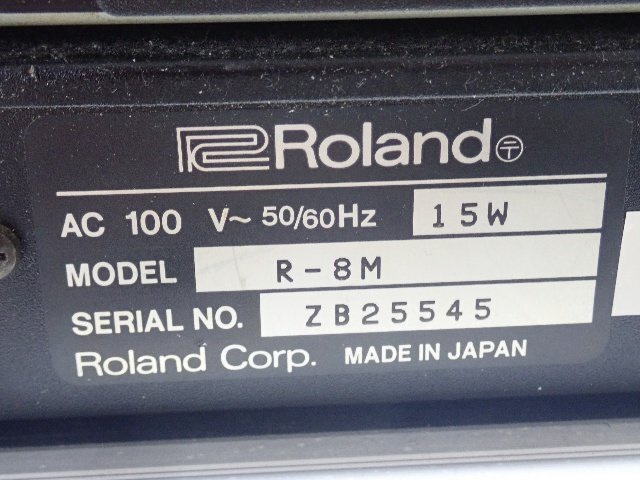 Roland
AC 100 V~ 50/60Hz 15W
MODEL R-8M
SERIAL NO. ZB25545
Roland Corp. MADE IN JAPAN